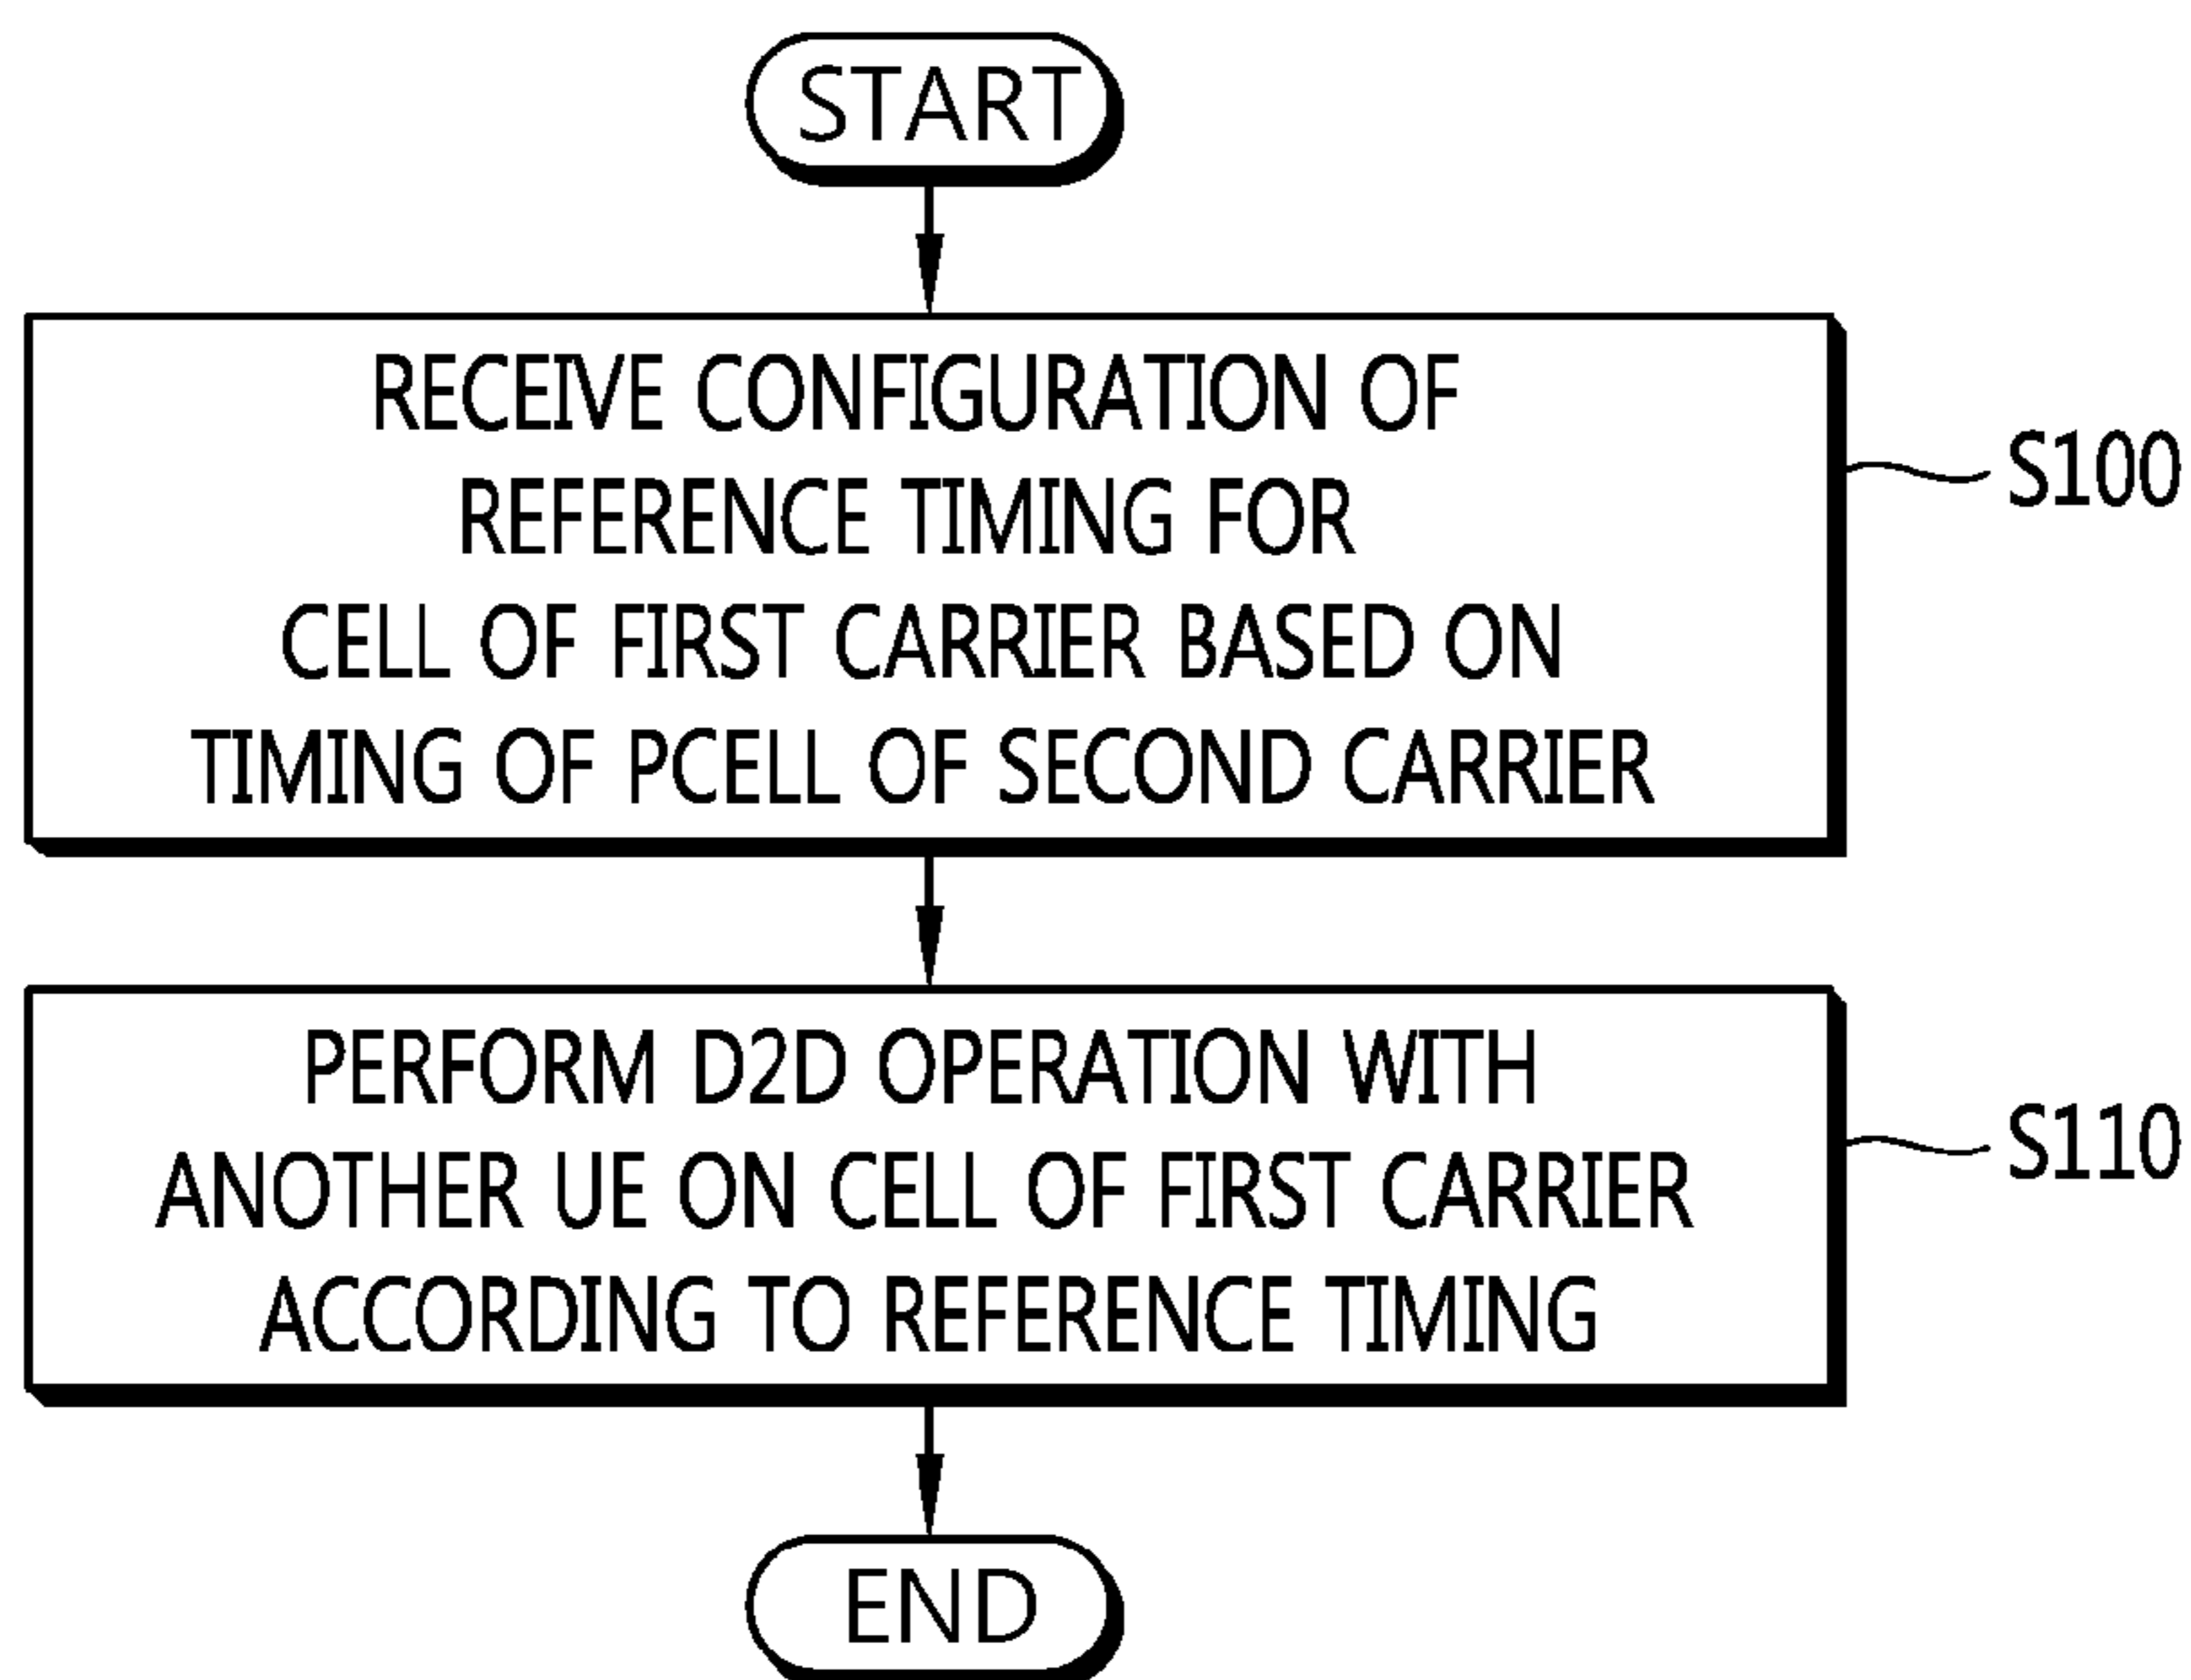 START
RECEIVE CONFIGURATION OF
REFERENCE TIMING FOR
CELL OF FIRST CARRIER BASED ON
TIMING OF PCELL OF SECOND CARRIER
S100
PERFORM D2D OPERATION WITH
ANOTHER UE ON CELL OF FIRST CARRIER
ACCORDING TO REFERENCE TIMING
S110
END